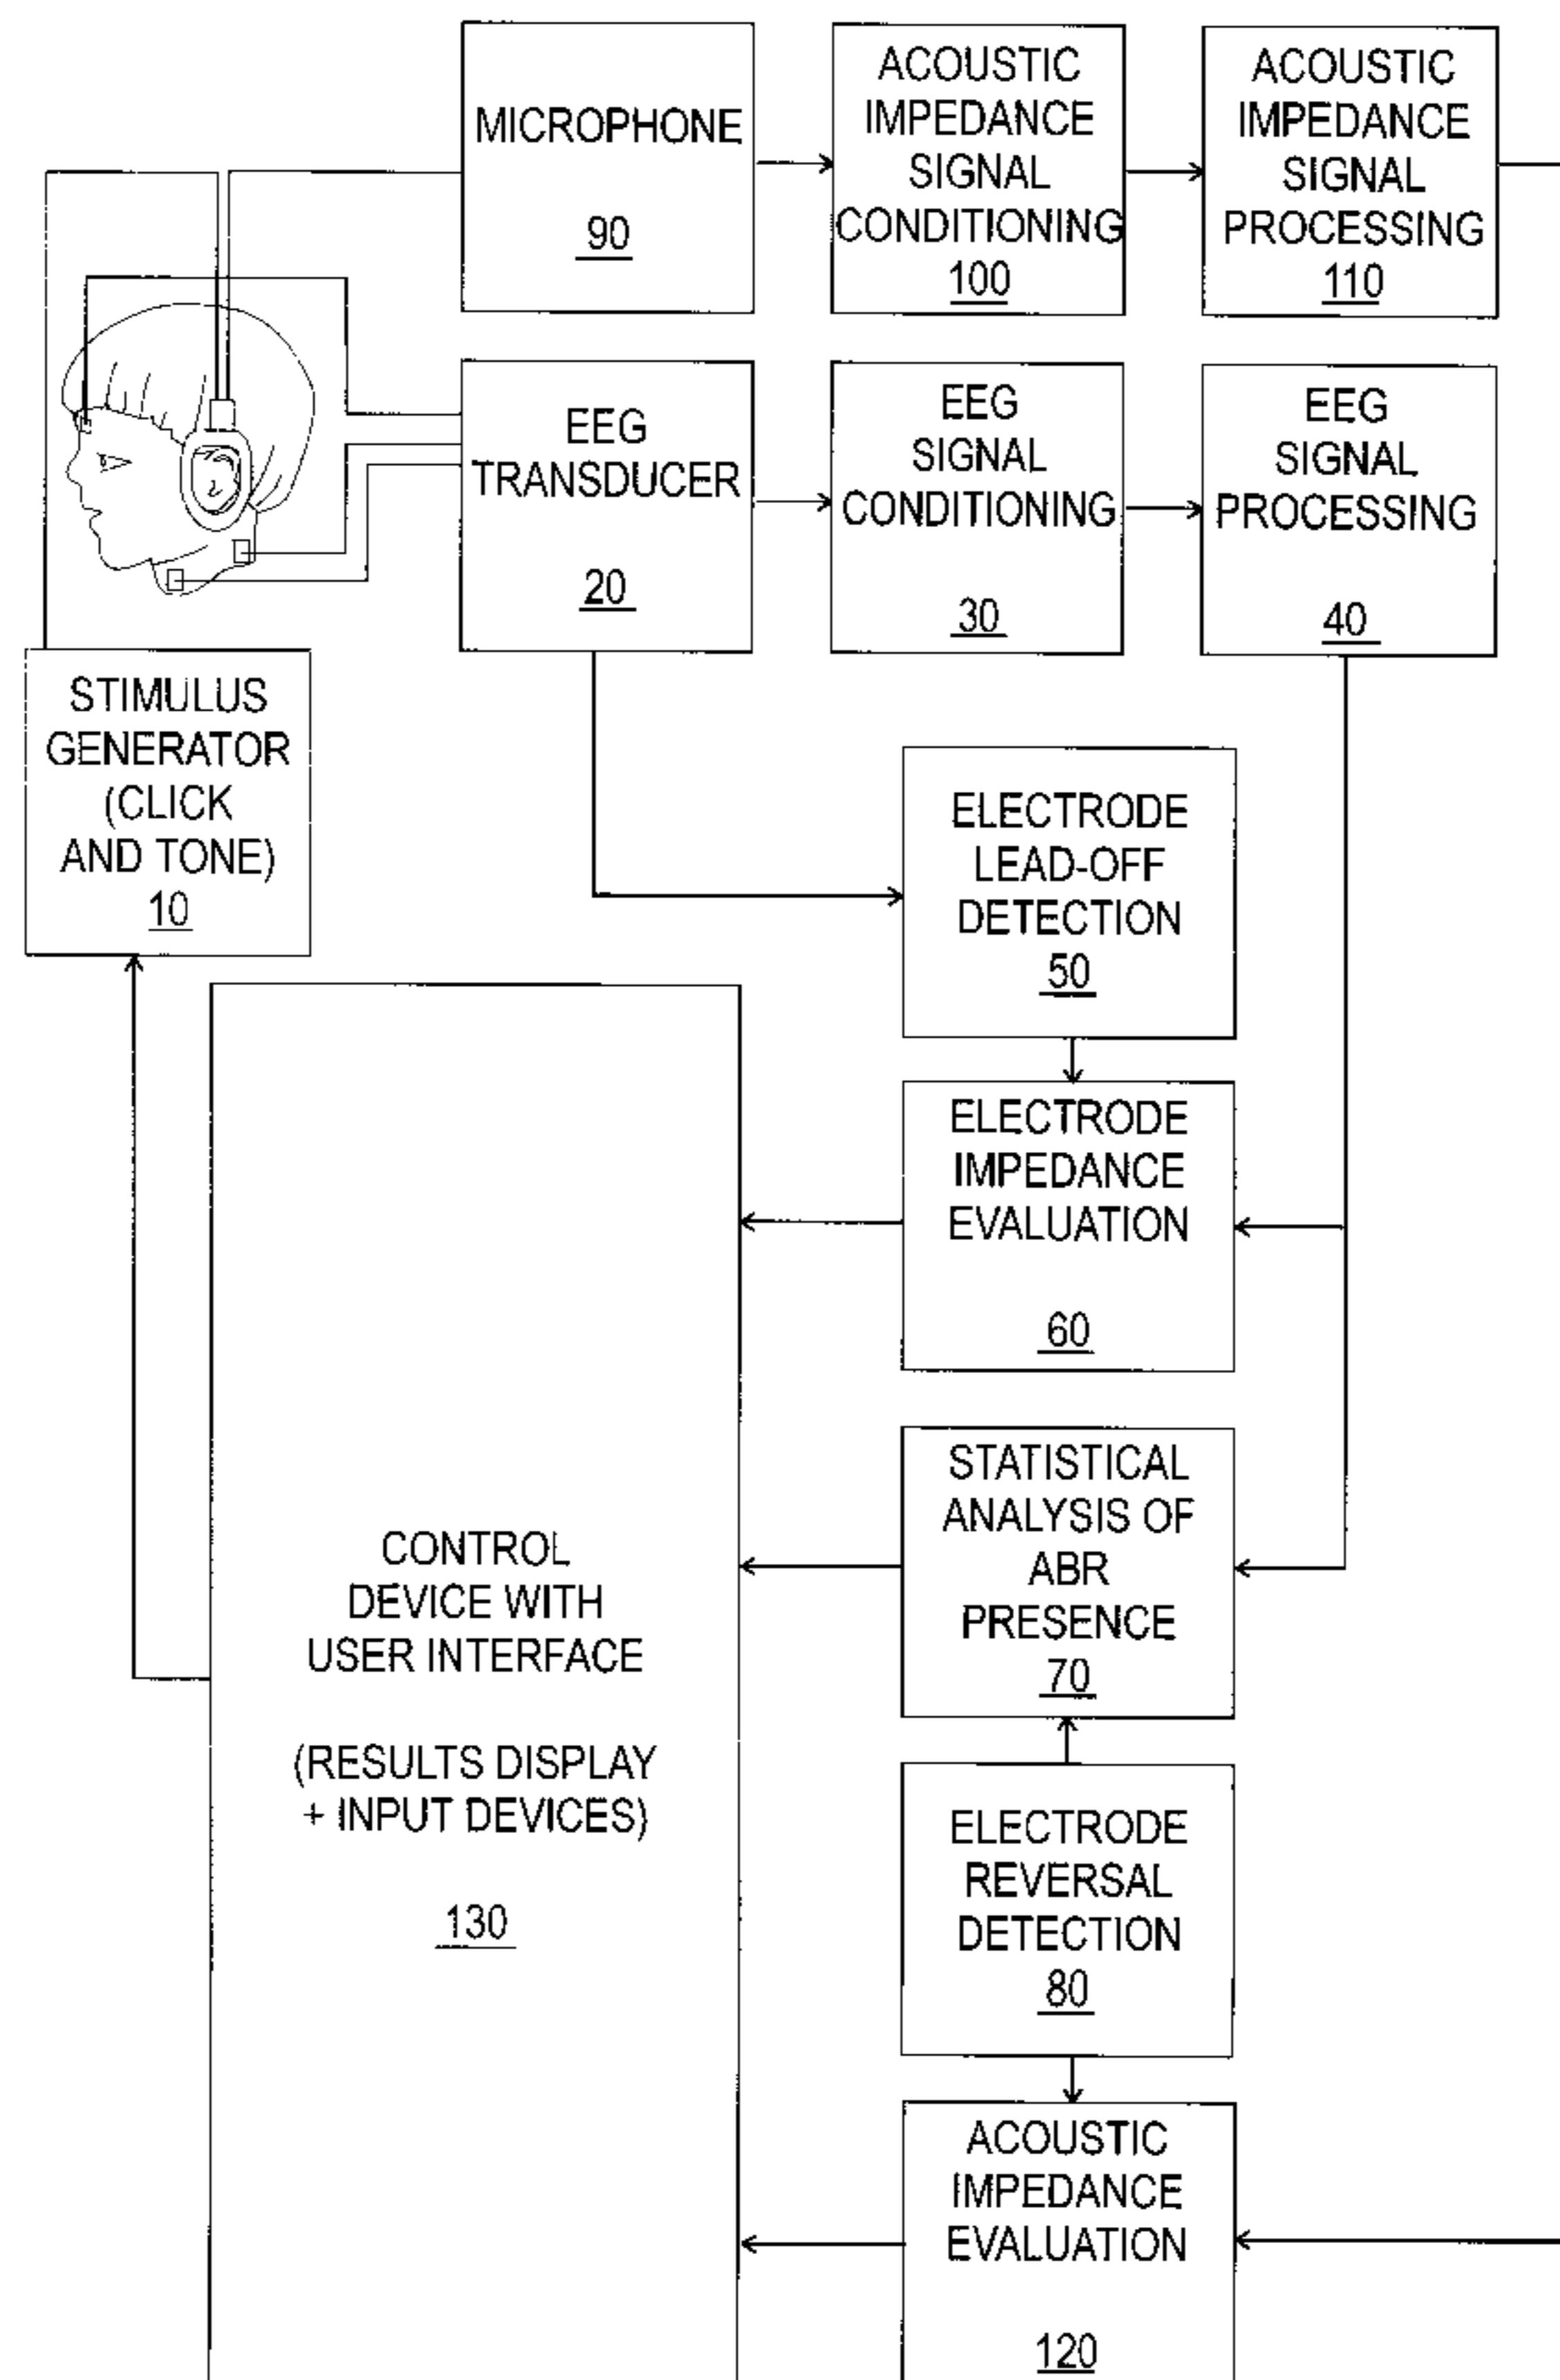 MICROPHONE
90
ACOUSTIC
IMPEDANCE
SIGNAL
CONDITIONING
100
ACOUSTIC
IMPEDANCE
SIGNAL
PROCESSING
110
EEG
TRANSDUCER
20
EEG
SIGNAL
CONDITIONING
30
EEG
SIGNAL
PROCESSING
40
STIMULUS
GENERATOR
(CLICK
AND TONE)
10
ELECTRODE
LEAD-OFF
DETECTION
50
ELECTRODE
IMPEDANCE
EVALUATION
60
STATISTICAL
ANALYSIS OF
ABR
PRESENCE
70
CONTROL
DEVICE WITH
USER INTERFACE
(RESULTS DISPLAY
+ INPUT DEVICES)
130
ELECTRODE
REVERSAL
DETECTION
80
ACOUSTIC
IMPEDANCE
EVALUATION
120